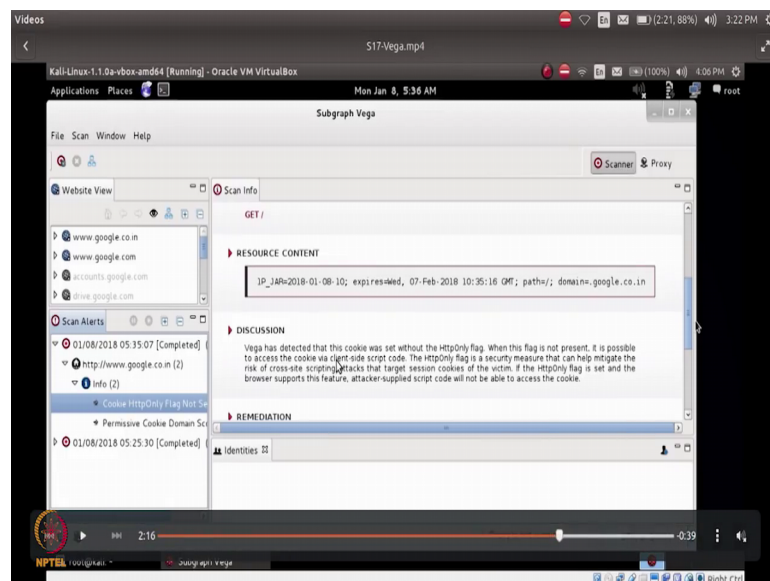 Videos
En
(2:21, 88%)
3:22 PM
S17-Vega.mp4
Kali-Linux-1.1.0a-vbox-amd64 [Running] - Oracle VM VirtualBox
En
(100%)
4:06 PM
Applications Places
Mon Jan 8, 5:36 AM
root
Subgraph Vega
File Scan Window Help
Scanner
Proxy
Website View
Scan Info
www.google.co.in
www.google.com
accounts.google.com
drive.google.com
GET /
RESOURCE CONTENT
1P_JAR=2018-01-08-10; expires=Wed, 07-Feb-2018 10:35:16 GMT; path=/; domain=.google.co.in
DISCUSSION
Vega has detected that this cookie was set without the HttpOnly flag. When this flag is not present, it is possible
to access the cookie via client-side script code. The HttpOnly flag is a security measure that can help mitigate the
risk of cross-site scripting attacks that target session cookies of the victim. If the HttpOnly flag is set and the
browser supports this feature, attacker-supplied script code will not be able to access the cookie.
REMEDIATION
Scan Alerts
01/08/2018 05:35:07 [Completed] (
http://www.google.co.in (2)
Info (2)
Cookie HttpOnly Flag Not Se
Permissive Cookie Domain Sc
01/08/2018 05:25:30 [Completed] (
Identities
2:16
-0:39
NPTEL
root@kali: ~
Subgraph Vega
Right Ctrl